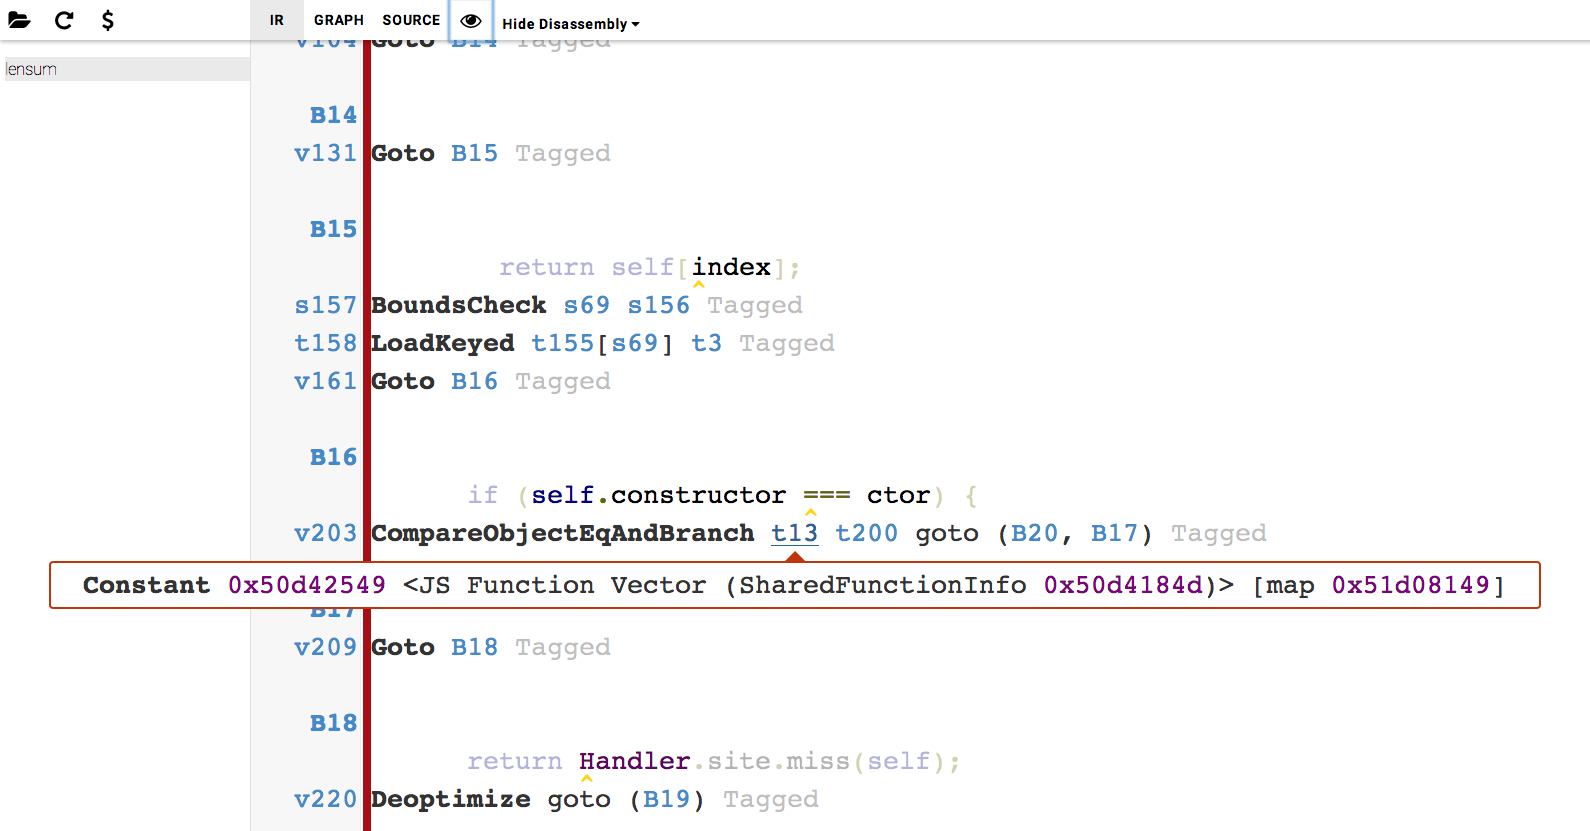 $ IR GRAPH SOURCE Hide Disassembly
lensum
v104 Goto B14 Tagged
B14
v131 Goto B15 Tagged
B15
return self[index];
s157 BoundsCheck s69 s156 Tagged
t158 LoadKeyed t155[s69] t3 Tagged
v161 Goto B16 Tagged
B16
if (self.constructor === ctor) {
v203 CompareObjectEqAndBranch t13 t200 goto (B20, B17) Tagged
Constant 0x50d42549 <JS Function Vector (SharedFunctionInfo 0x50d4184d)> [map 0x51d08149]
B17
v209 Goto B18 Tagged
B18
return Handler.site.miss(self);
v220 Deoptimize goto (B19) Tagged